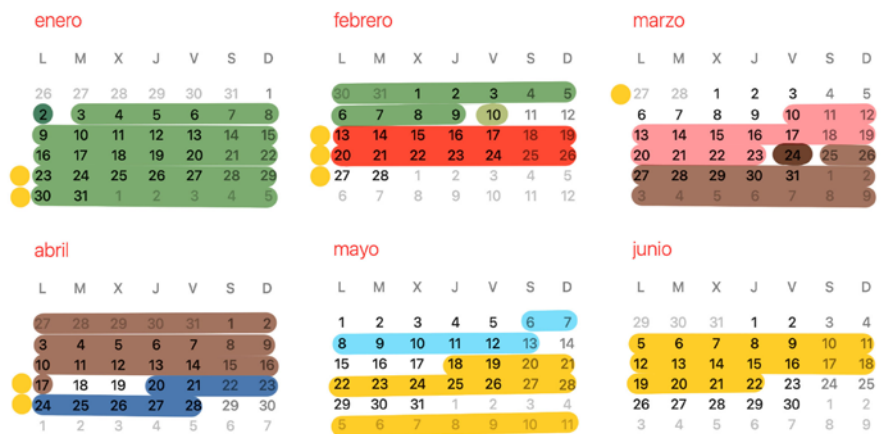 enero febrero marzo
L M X J V S D L M X J V S D L M X J V S D
26 27 28 29 30 31 1 30 31 1 2 3 4 5 27 28 1 2 3 4 5
2 3 4 5 6 7 8 6 7 8 9 10 11 12 6 7 8 9 10 11 12
9 10 11 12 13 14 15 13 14 15 16 17 18 19 13 14 15 16 17 18 19
16 17 18 19 20 21 22 20 21 22 23 24 25 26 20 21 22 23 24 25 26
23 24 25 26 27 28 29 27 28 1 2 3 4 5 27 28 29 30 31 1 2
30 31 1 2 3 4 5 6 7 8 9 10 11 12 3 4 5 6 7 8 9
abril mayo junio
L M X J V S D L M X J V S D L M X J V S D
27 28 29 30 31 1 2 1 2 3 4 5 6 7 29 30 31 1 2 3 4
3 4 5 6 7 8 9 8 9 10 11 12 13 14 5 6 7 8 9 10 11
10 11 12 13 14 15 16 15 16 17 18 19 20 21 12 13 14 15 16 17 18
17 18 19 20 21 22 23 22 23 24 25 26 27 28 19 20 21 22 23 24 25
24 25 26 27 28 29 30 29 30 31 1 2 3 4 26 27 28 29 30 1 2
1 2 3 4 5 6 7 5 6 7 8 9 10 11 3 4 5 6 7 8 9